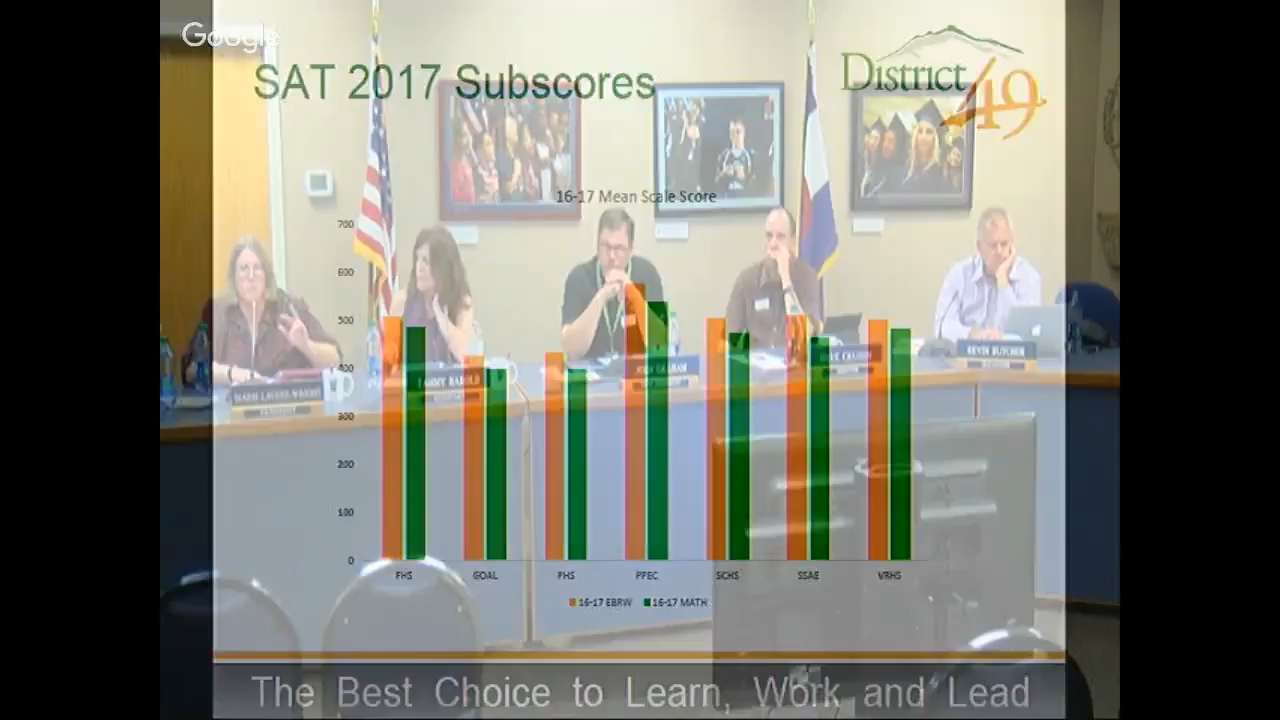 Google
SAT 2017 Subscores
District
49
16-17 Mean Scale Score
700
600
500
400
300
200
100
0
FHS
GOAL
PHS
PPEC
SCHS
SSAE
VRHS
16-17 EBRW
16-17 MATH
KEVIN BUTCHER
The Best Choice to Learn, Work and Lead